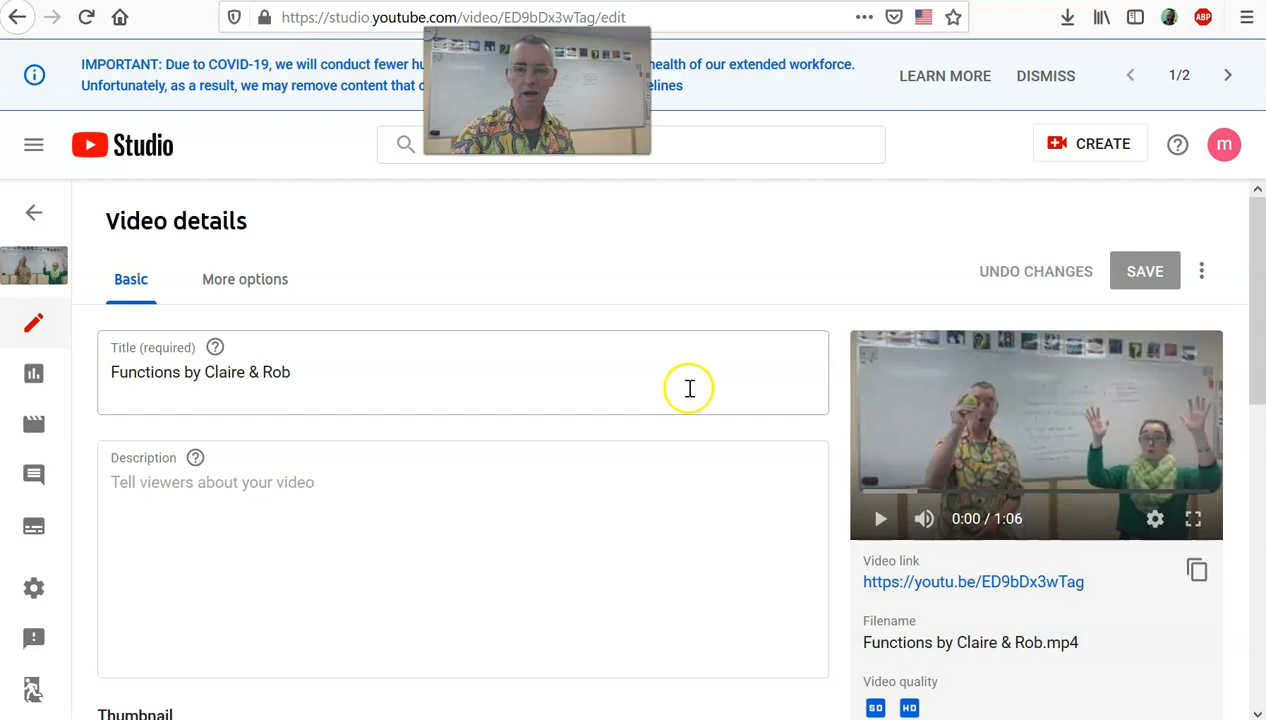 https://studio.youtube.com/video/ED9bDx3wTag/edit
ABP
IMPORTANT: Due to COVID-19, we will conduct fewer hu health of our extended workforce.
Unfortunately, as a result, we may remove content that elines
LEARN MORE
DISMISS
1/2
Studio
CREATE
m
Video details
Basic
More options
UNDO CHANGES
SAVE
Title (required)
Functions by Claire & Rob
Description
Tell viewers about your video
0:00 / 1:06
Video link
https://youtu.be/ED9bDx3wTag
Filename
Functions by Claire & Rob.mp4
Video quality
SD HD
Thumbnail